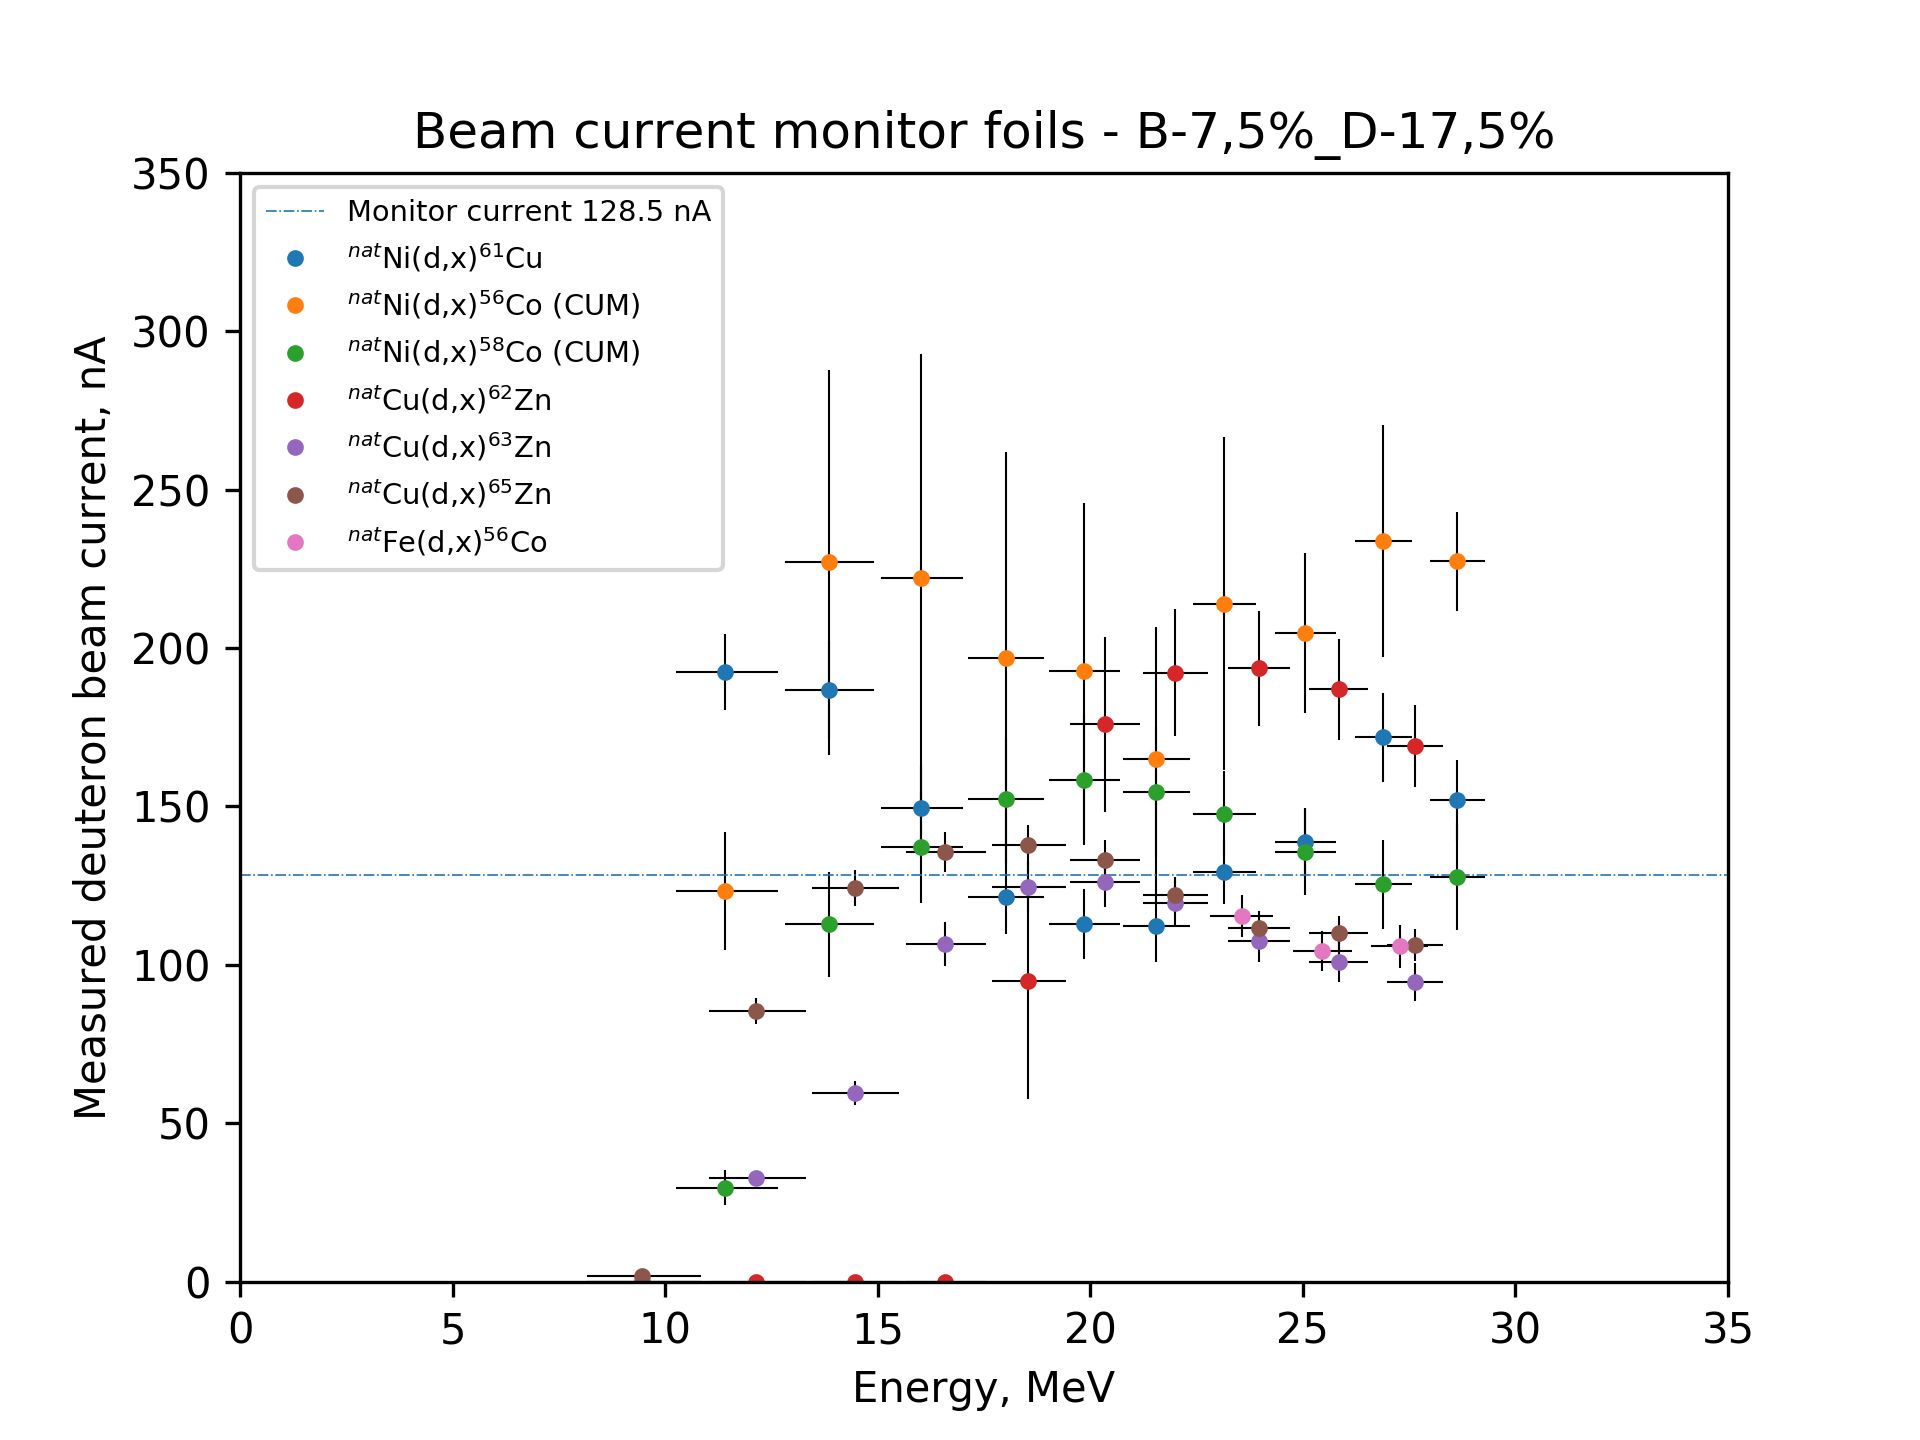 Beam current monitor foils - B-7,5%_D-17,5%
350
300
250
200
150
100
50
0
Measured deuteron beam current, nA
Monitor current 128.5 nA
natNi(d,x)61Cu
natNi(d,x)56Co (CUM)
natNi(d,x)58Co (CUM)
natCu(d,x)62Zn
natCu(d,x)63Zn
natCu(d,x)65Zn
natFe(d,x)56Co
0 5 10 15 20 25 30 35
Energy, MeV